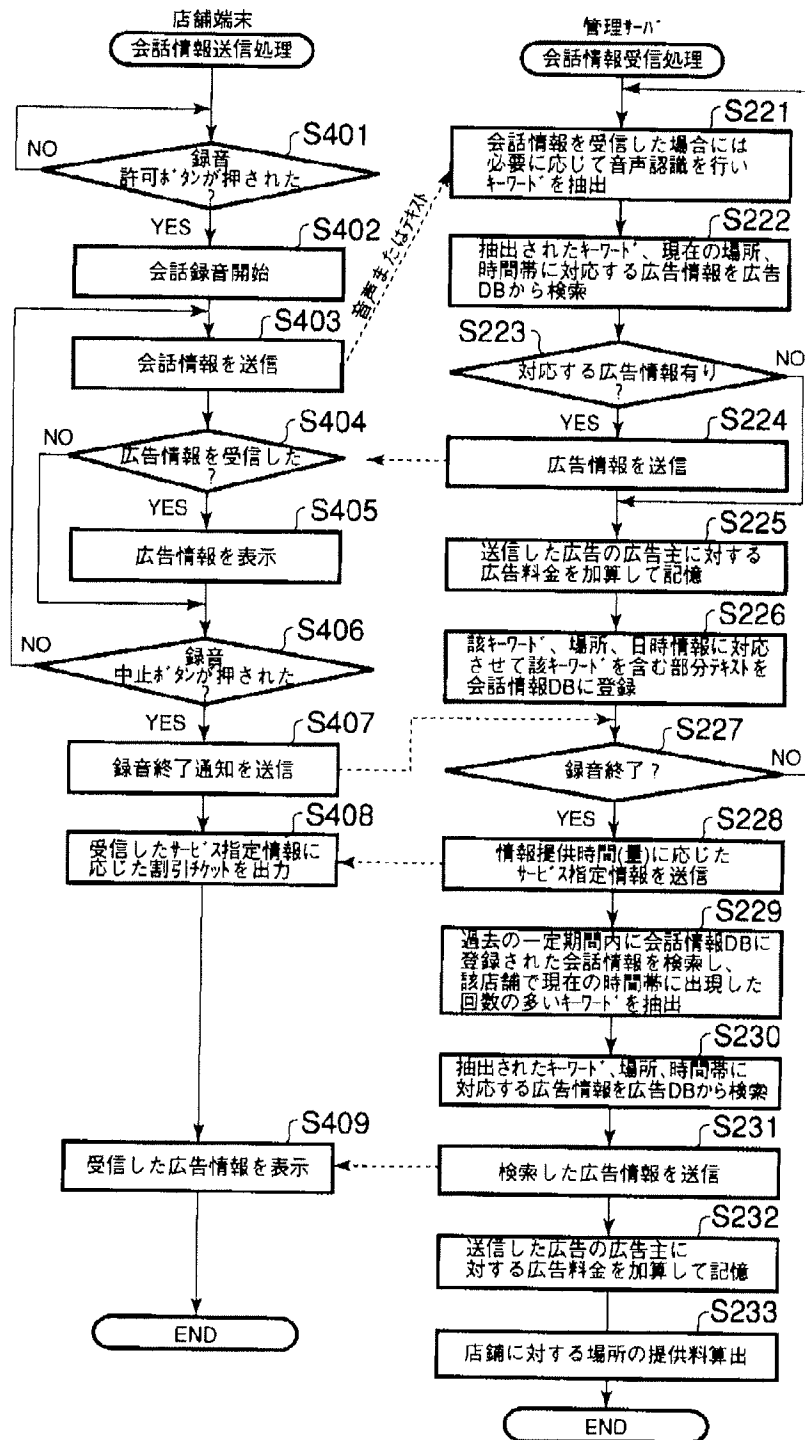 店舗端末
会話情報送信処理
S401
録音
許可ボタンが押された
?
NO
YES
S402
会話録音開始
S403
会話情報を送信
音声またはテキスト
S404
広告情報を受信した
?
NO
YES
S405
広告情報を表示
S406
録音
中止ボタンが押された
?
NO
YES
S407
録音終了通知を送信
S408
受信したサービス指定情報に
応じた割引チケットを出力
S409
受信した広告情報を表示
END
管理サーバ
会話情報受信処理
S221
会話情報を受信した場合には
必要に応じて音声認識を行い
キーワードを抽出
S222
抽出されたキーワード、現在の場所、
時間帯に対応する広告情報を広告
DBから検索
S223
対応する広告情報有り
?
NO
YES
S224
広告情報を送信
S225
送信した広告の広告主に対する
広告料金を加算して記憶
S226
該キーワード、場所、日時情報に対応
させて該キーワードを含む部分テキストを
会話情報DBに登録
S227
録音終了?
NO
YES
S228
情報提供時間(量)に応じた
サービス指定情報を送信
S229
過去の一定期間内に会話情報DBに
登録された会話情報を検索し、
該店舗で現在の時間帯に出現した
回数の多いキーワードを抽出
S230
抽出されたキーワード、場所、時間帯に
対応する広告情報を広告DBから検索
S231
検索した広告情報を送信
S232
送信した広告の広告主に
対する広告料金を加算して記憶
S233
店舗に対する場所の提供料算出
END